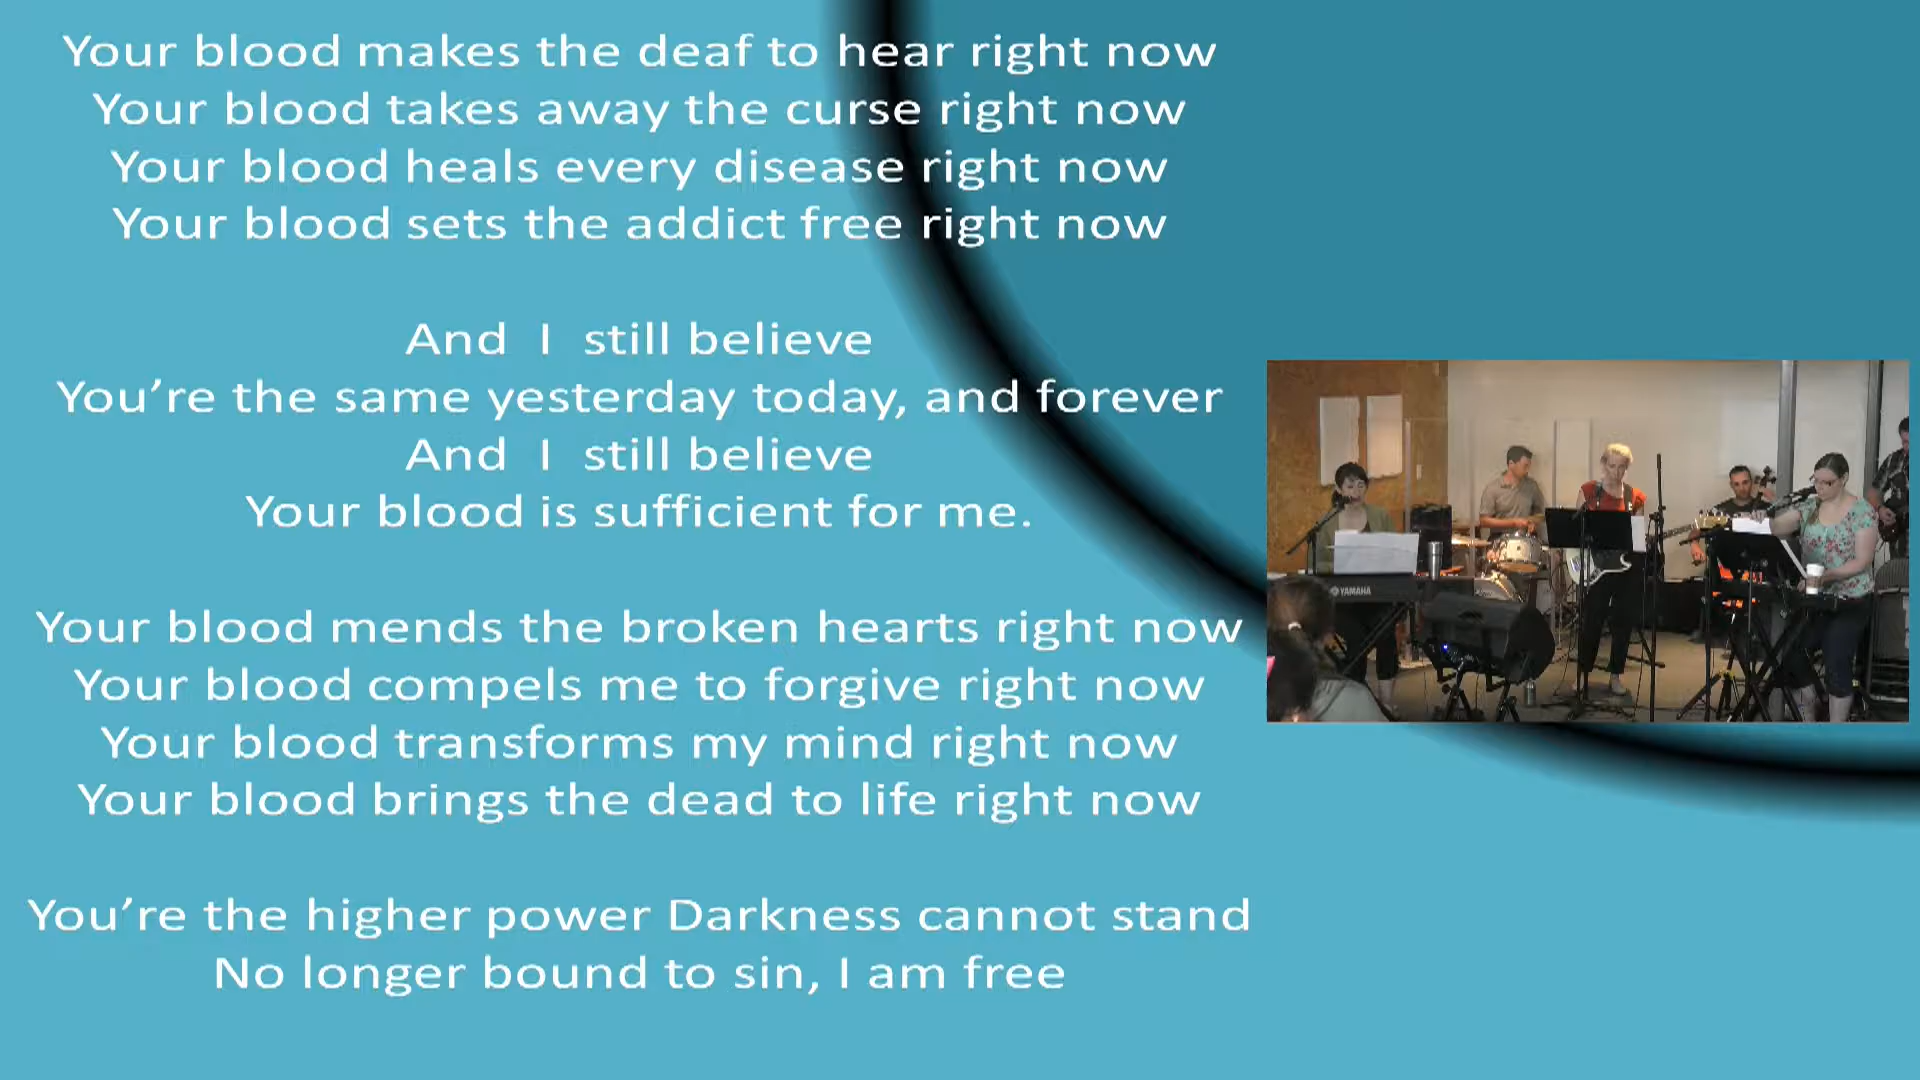 Your blood makes the deaf to hear right now
Your blood takes away the curse right now
Your blood heals every disease right now
Your blood sets the addict free right now
And I still believe
You’re the same yesterday today, and forever
And I still believe
Your blood is sufficient for me.
Your blood mends the broken hearts right now
Your blood compels me to forgive right now
Your blood transforms my mind right now
Your blood brings the dead to life right now
You’re the higher power Darkness cannot stand
No longer bound to sin, I am free
YAMAHA